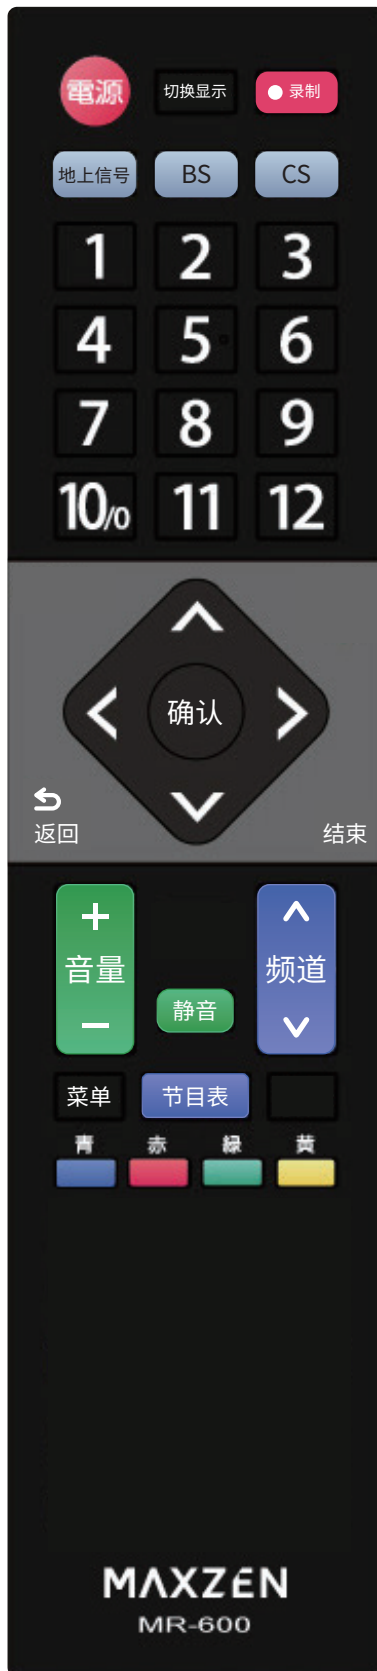 電源 切换显示 录制
地上信号 BS CS
1 2 3
4 5 6
7 8 9
10/0 11 12
确认
返回 结束
音量 频道
静音
菜单 节目表
青 赤 緑 黄
MAXZEN
MR-600